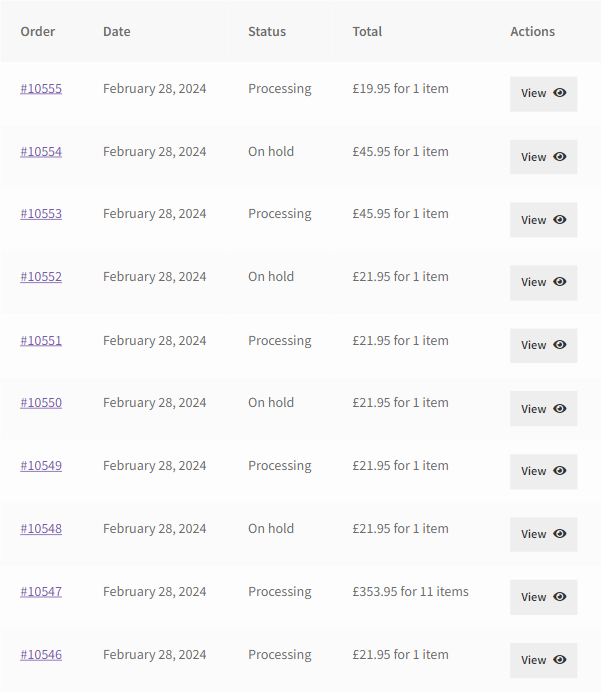 Order Date Status Total Actions
#10555 February 28, 2024 Processing £19.95 for 1 item View
#10554 February 28, 2024 On hold £45.95 for 1 item View
#10553 February 28, 2024 Processing £45.95 for 1 item View
#10552 February 28, 2024 On hold £21.95 for 1 item View
#10551 February 28, 2024 Processing £21.95 for 1 item View
#10550 February 28, 2024 On hold £21.95 for 1 item View
#10549 February 28, 2024 Processing £21.95 for 1 item View
#10548 February 28, 2024 On hold £21.95 for 1 item View
#10547 February 28, 2024 Processing £353.95 for 11 items View
#10546 February 28, 2024 Processing £21.95 for 1 item View